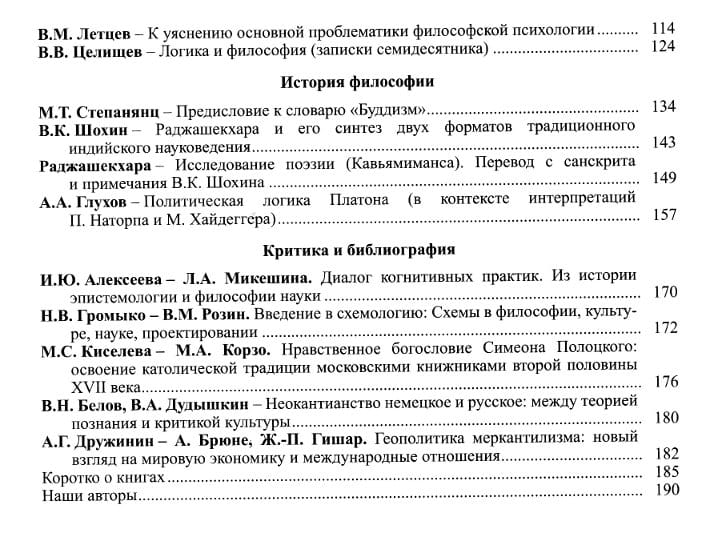 В.М. Летцев – К уяснению основной проблематики философской психологии.......... 114
В.В. Целищев – Логика и философия (записки семидесятника) .................................. 124
История философии
М.Т. Степанянц – Предисловие к словарю «Буддизм».................................................. 134
В.К. Шохин – Раджашекхара и его синтез двух форматов традиционного
индийского науковедения........................................................................................... 143
Раджашекхара – Исследование поэзии (Кавьямиманса). Перевод с санскрита
и примечания В.К. Шохина ........................................................................................ 149
А.А. Глухов – Политическая логика Платона (в контексте интерпретаций
П. Наторпа и М. Хайдеггера)..................................................................................... 157
Критика и библиография
И.Ю. Алексеева – Л.А. Микешина. Диалог когнитивных практик. Из истории
эпистемологии и философии науки .......................................................................... 170
Н.В. Громыко – В.М. Розин. Введение в схемологию: Схемы в философии, культу-
ре, науке, проектировании ......................................................................................... 172
М.С. Киселева – М.А. Корзо. Нравственное богословие Симеона Полоцкого:
освоение католической традиции московскими книжниками второй половины
XVII века...................................................................................................................... 176
В.Н. Белов, В.А. Дудышкин – Неокантианство немецкое и русское: между теорией
познания и критикой культуры.................................................................................. 180
А.Г. Дружинин – А. Брюне, Ж.-П. Гишар. Геополитика меркантилизма: новый
взгляд на мировую экономику и международные отношения................................. 182
Коротко о книгах............................................................................................................... 185
Наши авторы...................................................................................................................... 190